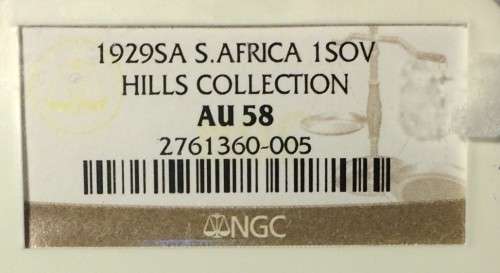 1929SA S.AFRICA 1SOV
HILLS COLLECTION
AU 58
2761360-005
NGC